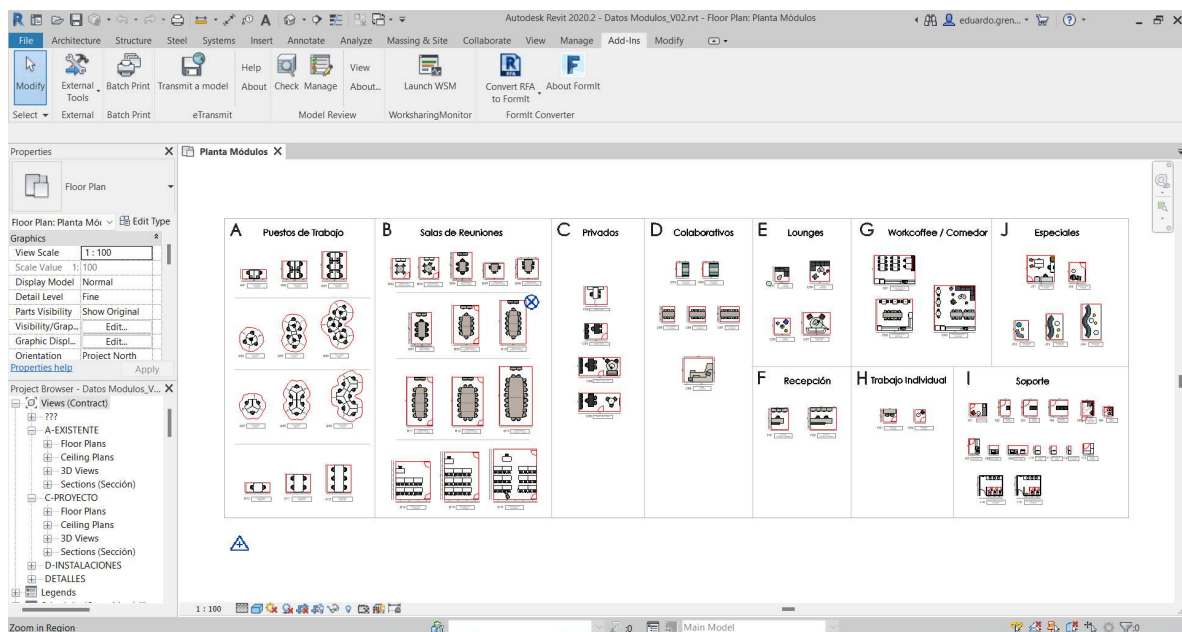 Autodesk Revit 2020.2 - Datos Modulos_V02.rvt - Floor Plan: Planta Módulos
eduardo.gren...
File Architecture Structure Steel Systems Insert Annotate Analyze Massing & Site Collaborate View Manage Add-Ins Modify
Modify
External Tools
Batch Print
Transmit a model
Help
About
Check
Manage
View
About...
Launch WSM
Convert RFA to FormIt
About FormIt
Select External Batch Print eTransmit Model Review WorksharingMonitor FormIt Converter
Properties
Planta Módulos
Floor Plan
Floor Plan: Planta Móc
Edit Type
Graphics
View Scale 1 : 100
Scale Value 1: 100
Display Model Normal
Detail Level Fine
Parts Visibility Show Original
Visibility/Grap... Edit...
Graphic Displ... Edit...
Orientation Project North
Properties help
Apply
Project Browser - Datos Modulos_V...
Views (Contract)
???
A-EXISTENTE
Floor Plans
Ceiling Plans
3D Views
Sections (Sección)
C-PROYECTO
Floor Plans
Ceiling Plans
3D Views
Sections (Sección)
D-INSTALACIONES
DETALLES
Legends
A Puestos de Trabajo
B Salas de Reuniones
C Privados
D Colaborativos
E Lounges
G Workcoffee / Comedor
J Especiales
F Recepción
H Trabajo Individual
I Soporte
1 : 100
Zoom in Region
:0
Main Model
:0